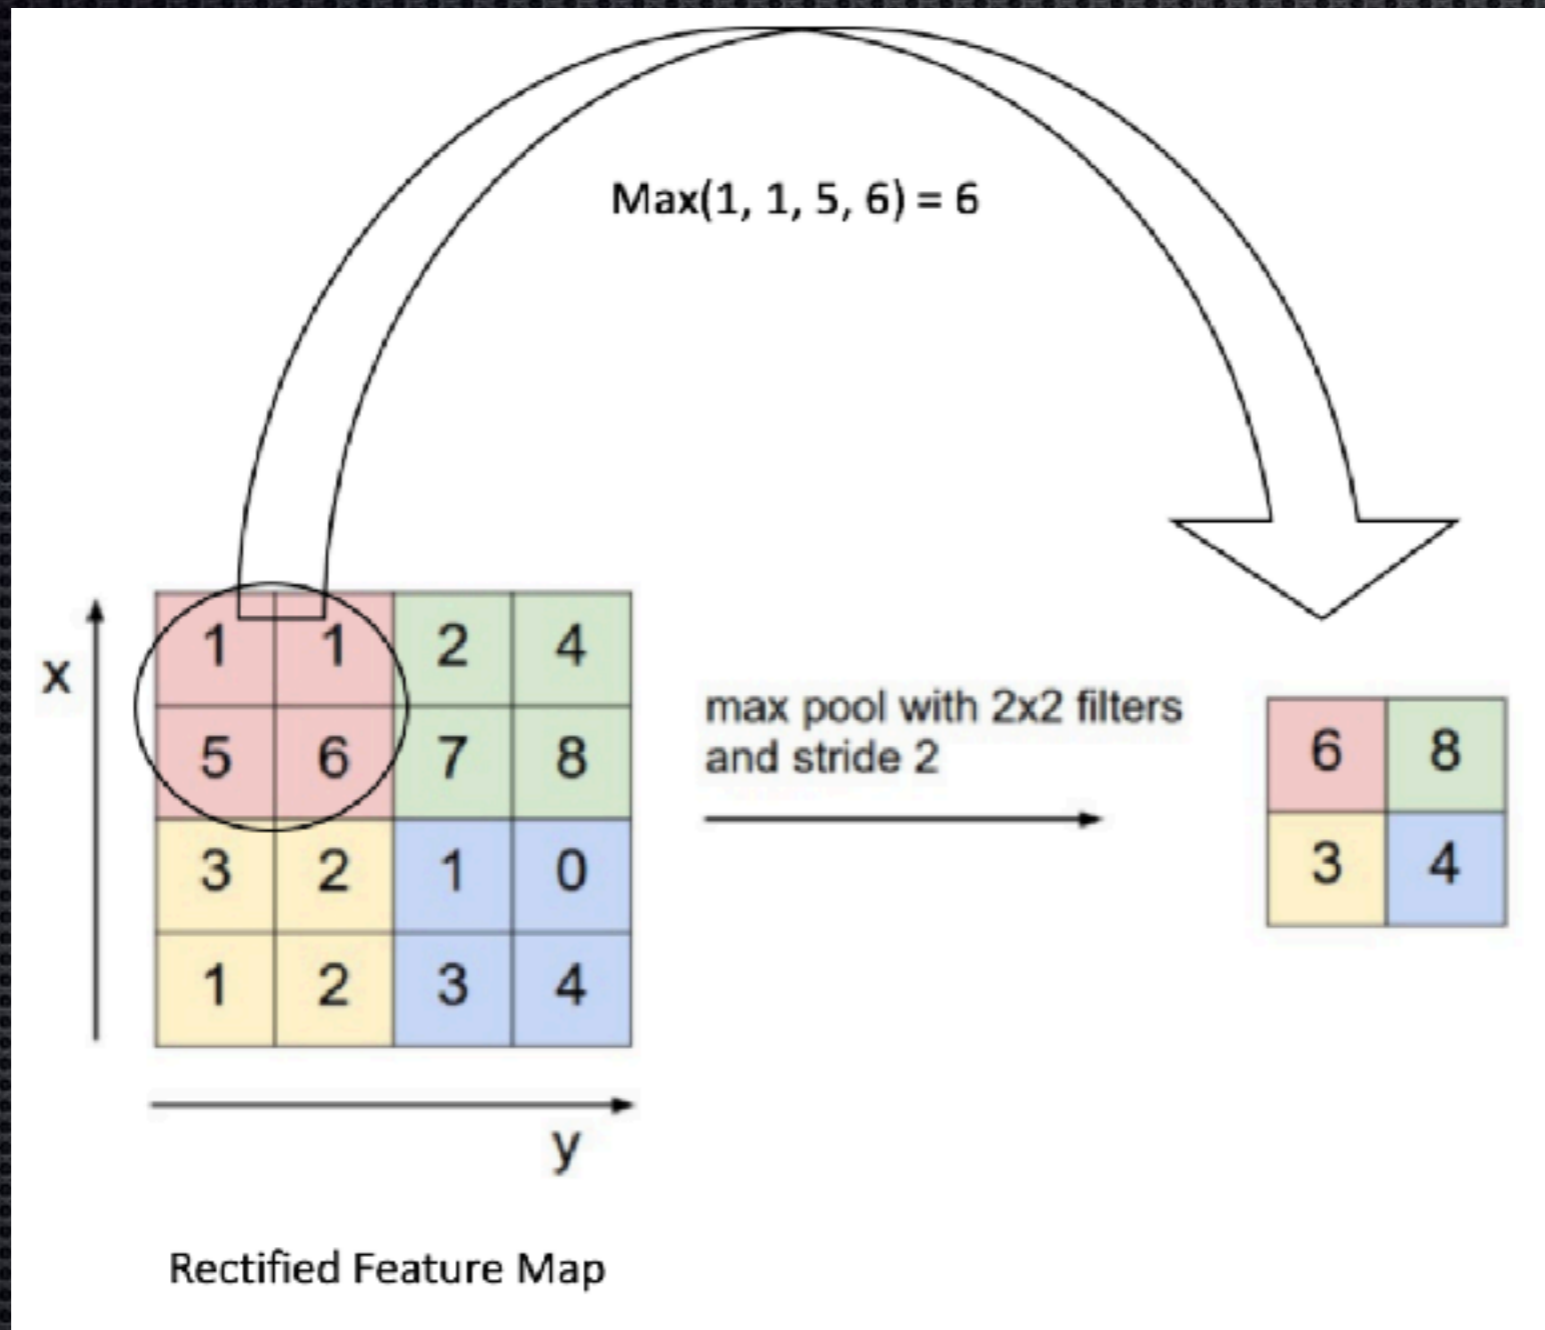 Max(1, 1, 5, 6) = 6
x
1 1 2 4
5 6 7 8
3 2 1 0
1 2 3 4
y
Rectified Feature Map
max pool with 2x2 filters
and stride 2
6 8
3 4